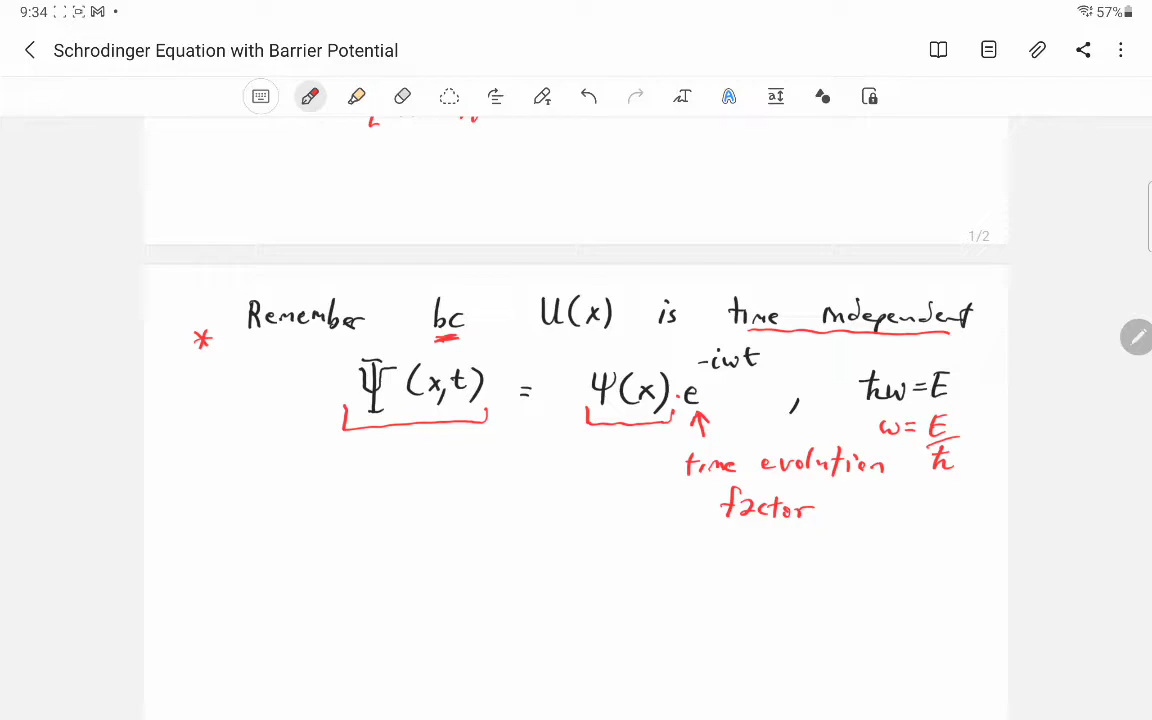 9:34
57%
Schrodinger Equation with Barrier Potential
1/2
* Remember bc U(x) is time independent
Ψ(x,t) = ψ(x)·e^-iωt , ħω=E
ω= E/ħ
time evolution
factor